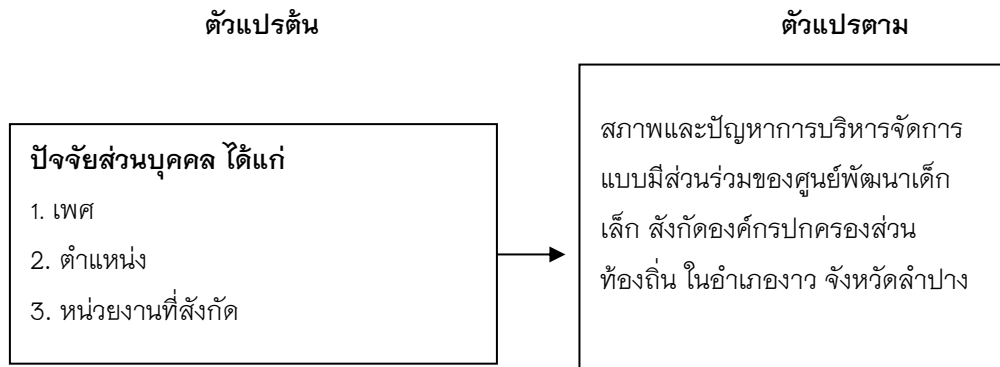 ตัวแปรต้น
ตัวแปรตาม
ปัจจัยส่วนบุคคล ได้แก่
1. เพศ
2. ตำแหน่ง
3. หน่วยงานที่สังกัด
สภาพและปัญหาการบริหารจัดการ
แบบมีส่วนร่วมของศูนย์พัฒนาเด็ก
เล็ก สังกัดองค์กรปกครองส่วน
ท้องถิ่น ในอำเภองาว จังหวัดลำปาง